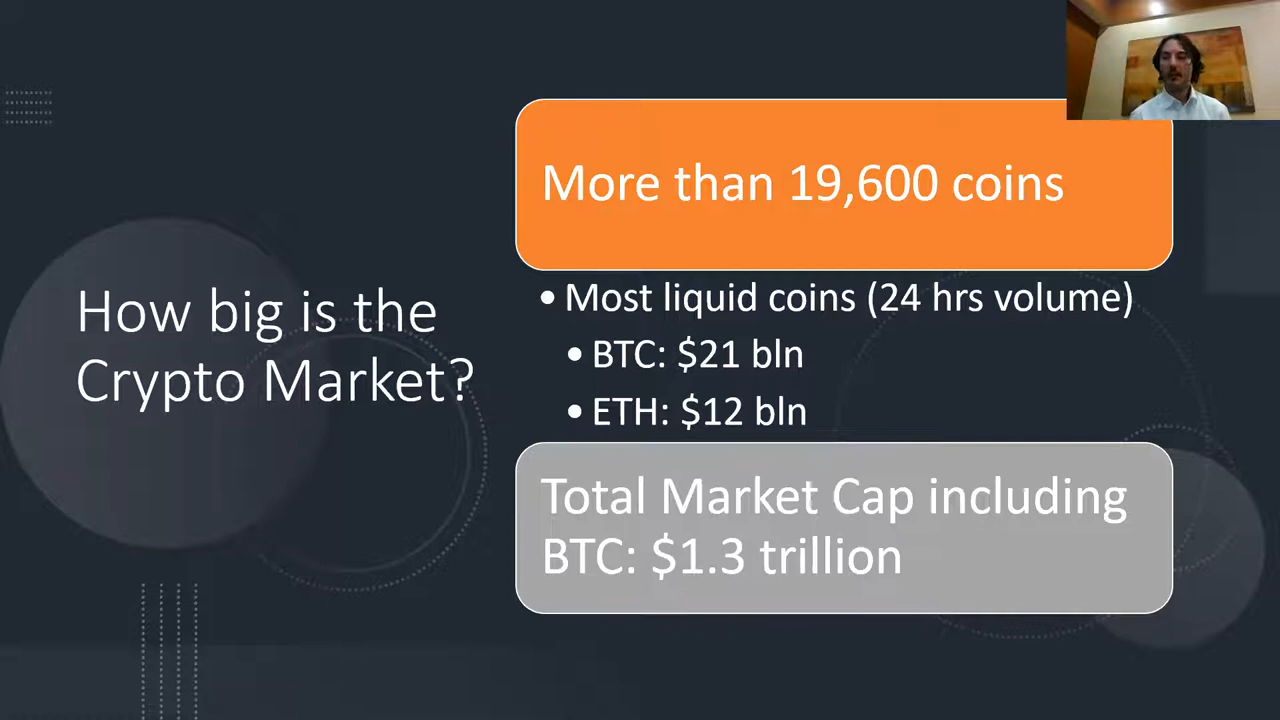 How big is the
Crypto Market?
More than 19,600 coins
• Most liquid coins (24 hrs volume)
• BTC: $21 bln
• ETH: $12 bln
Total Market Cap including
BTC: $1.3 trillion